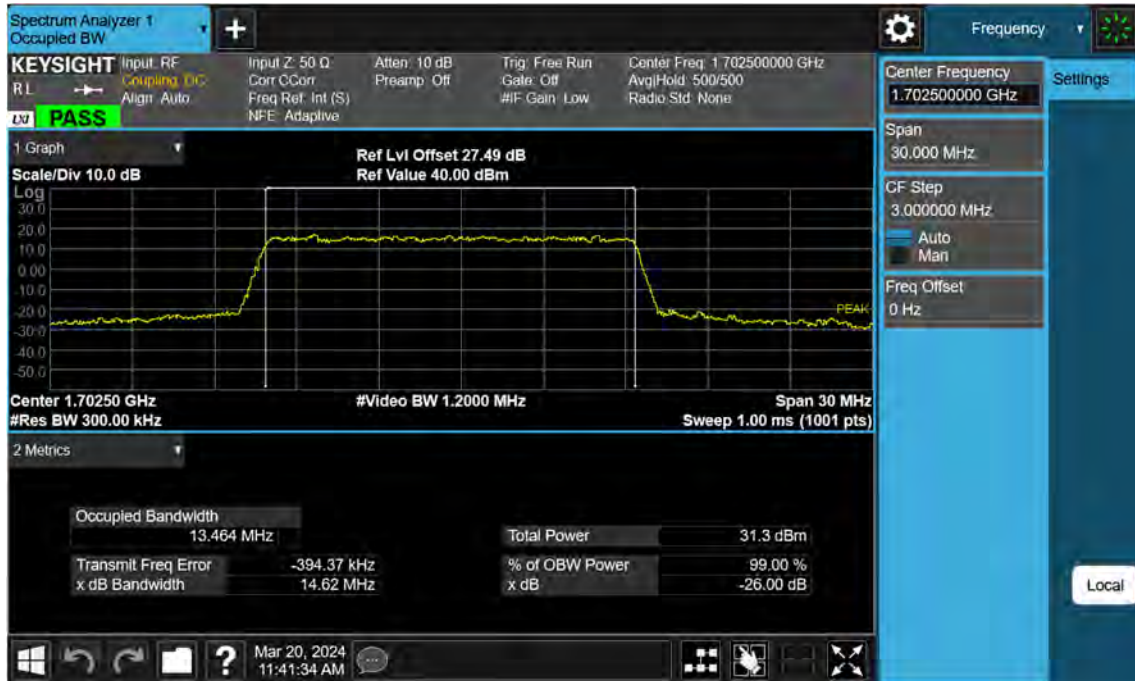 Spectrum Analyzer 1
Occupied BW
+
Frequency
KEYSIGHT
R L
LXI
PASS
Input: RF
Coupling: DC
Align: Auto
Input Z: 50 Ω
Corr CCorr
Freq Ref: Int (S)
NFE: Adaptive
Atten: 10 dB
Preamp: Off
Trig: Free Run
Gate: Off
#IF Gain: Low
Center Freq: 1.702500000 GHz
Avg|Hold: 500/500
Radio Std: None
Center Frequency
1.702500000 GHz
Settings
Span
30.000 MHz
CF Step
3.000000 MHz
Auto
Man
Freq Offset
0 Hz
1 Graph
Scale/Div 10.0 dB
Ref Lvl Offset 27.49 dB
Ref Value 40.00 dBm
Log
30.0
20.0
10.0
0.00
-10.0
-20.0
-30.0
-40.0
-50.0
PEAK
Center 1.70250 GHz
#Video BW 1.2000 MHz
Span 30 MHz
#Res BW 300.00 kHz
Sweep 1.00 ms (1001 pts)
2 Metrics
Occupied Bandwidth
13.464 MHz
Total Power 31.3 dBm
Transmit Freq Error -394.37 kHz
% of OBW Power 99.00 %
x dB Bandwidth 14.62 MHz
x dB -26.00 dB
Local
?
Mar 20, 2024
11:41:34 AM